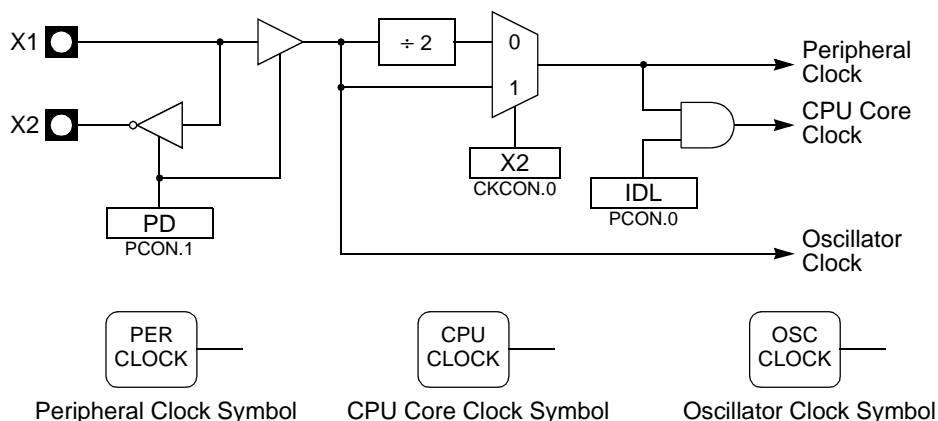 X1
÷ 2
0
1
Peripheral
Clock
X2
CPU Core
Clock
X2
CKCON.0
IDL
PCON.0
PD
PCON.1
Oscillator
Clock
PER
CLOCK
CPU
CLOCK
OSC
CLOCK
Peripheral Clock Symbol
CPU Core Clock Symbol
Oscillator Clock Symbol